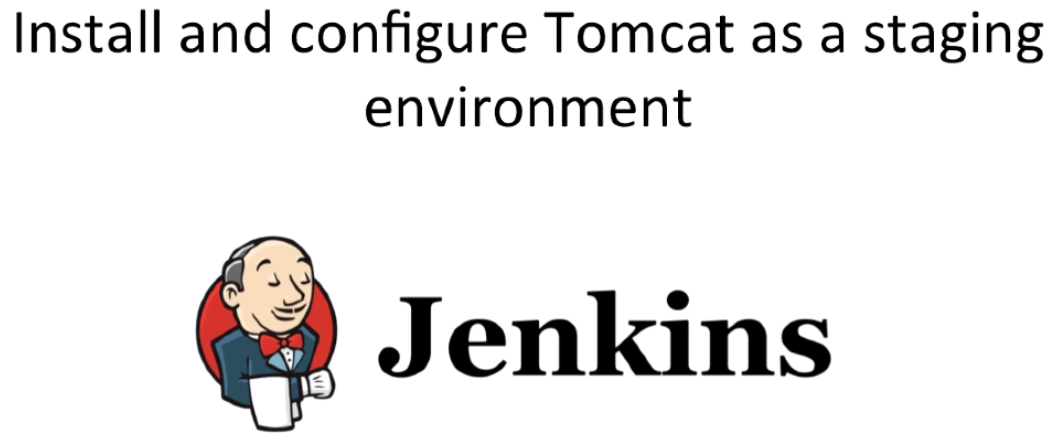 Install and configure Tomcat as a staging
environment
Jenkins